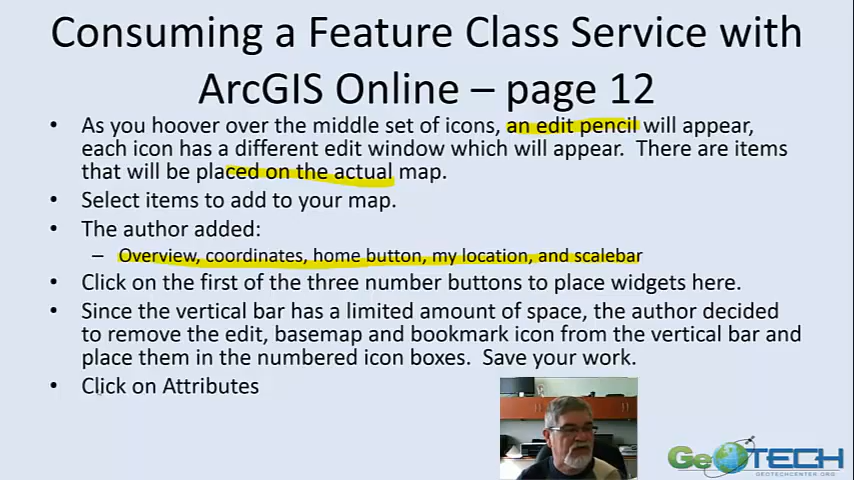 Consuming a Feature Class Service with
ArcGIS Online – page 12
• As you hoover over the middle set of icons, an edit pencil will appear,
each icon has a different edit window which will appear.  There are items
that will be placed on the actual map.
• Select items to add to your map.
• The author added:
– Overview, coordinates, home button, my location, and scalebar
• Click on the first of the three number buttons to place widgets here.
• Since the vertical bar has a limited amount of space, the author decided
to remove the edit, basemap and bookmark icon from the vertical bar and
place them in the numbered icon boxes.  Save your work.
• Click on Attributes
GeoTECH
GEOTECHCENTER.ORG